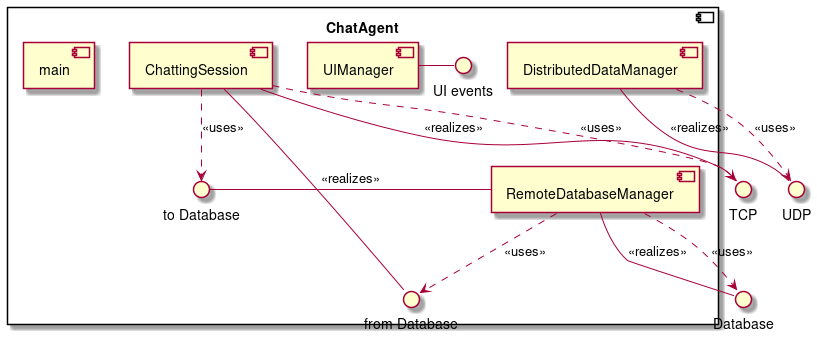 ChatAgent
main
ChattingSession
UIManager
UI events
DistributedDataManager
«uses»
«realizes»
«uses»
«realizes»
«uses»
«realizes»
to Database
RemoteDatabaseManager
TCP
UDP
«uses»
«realizes»
«uses»
from Database
Database